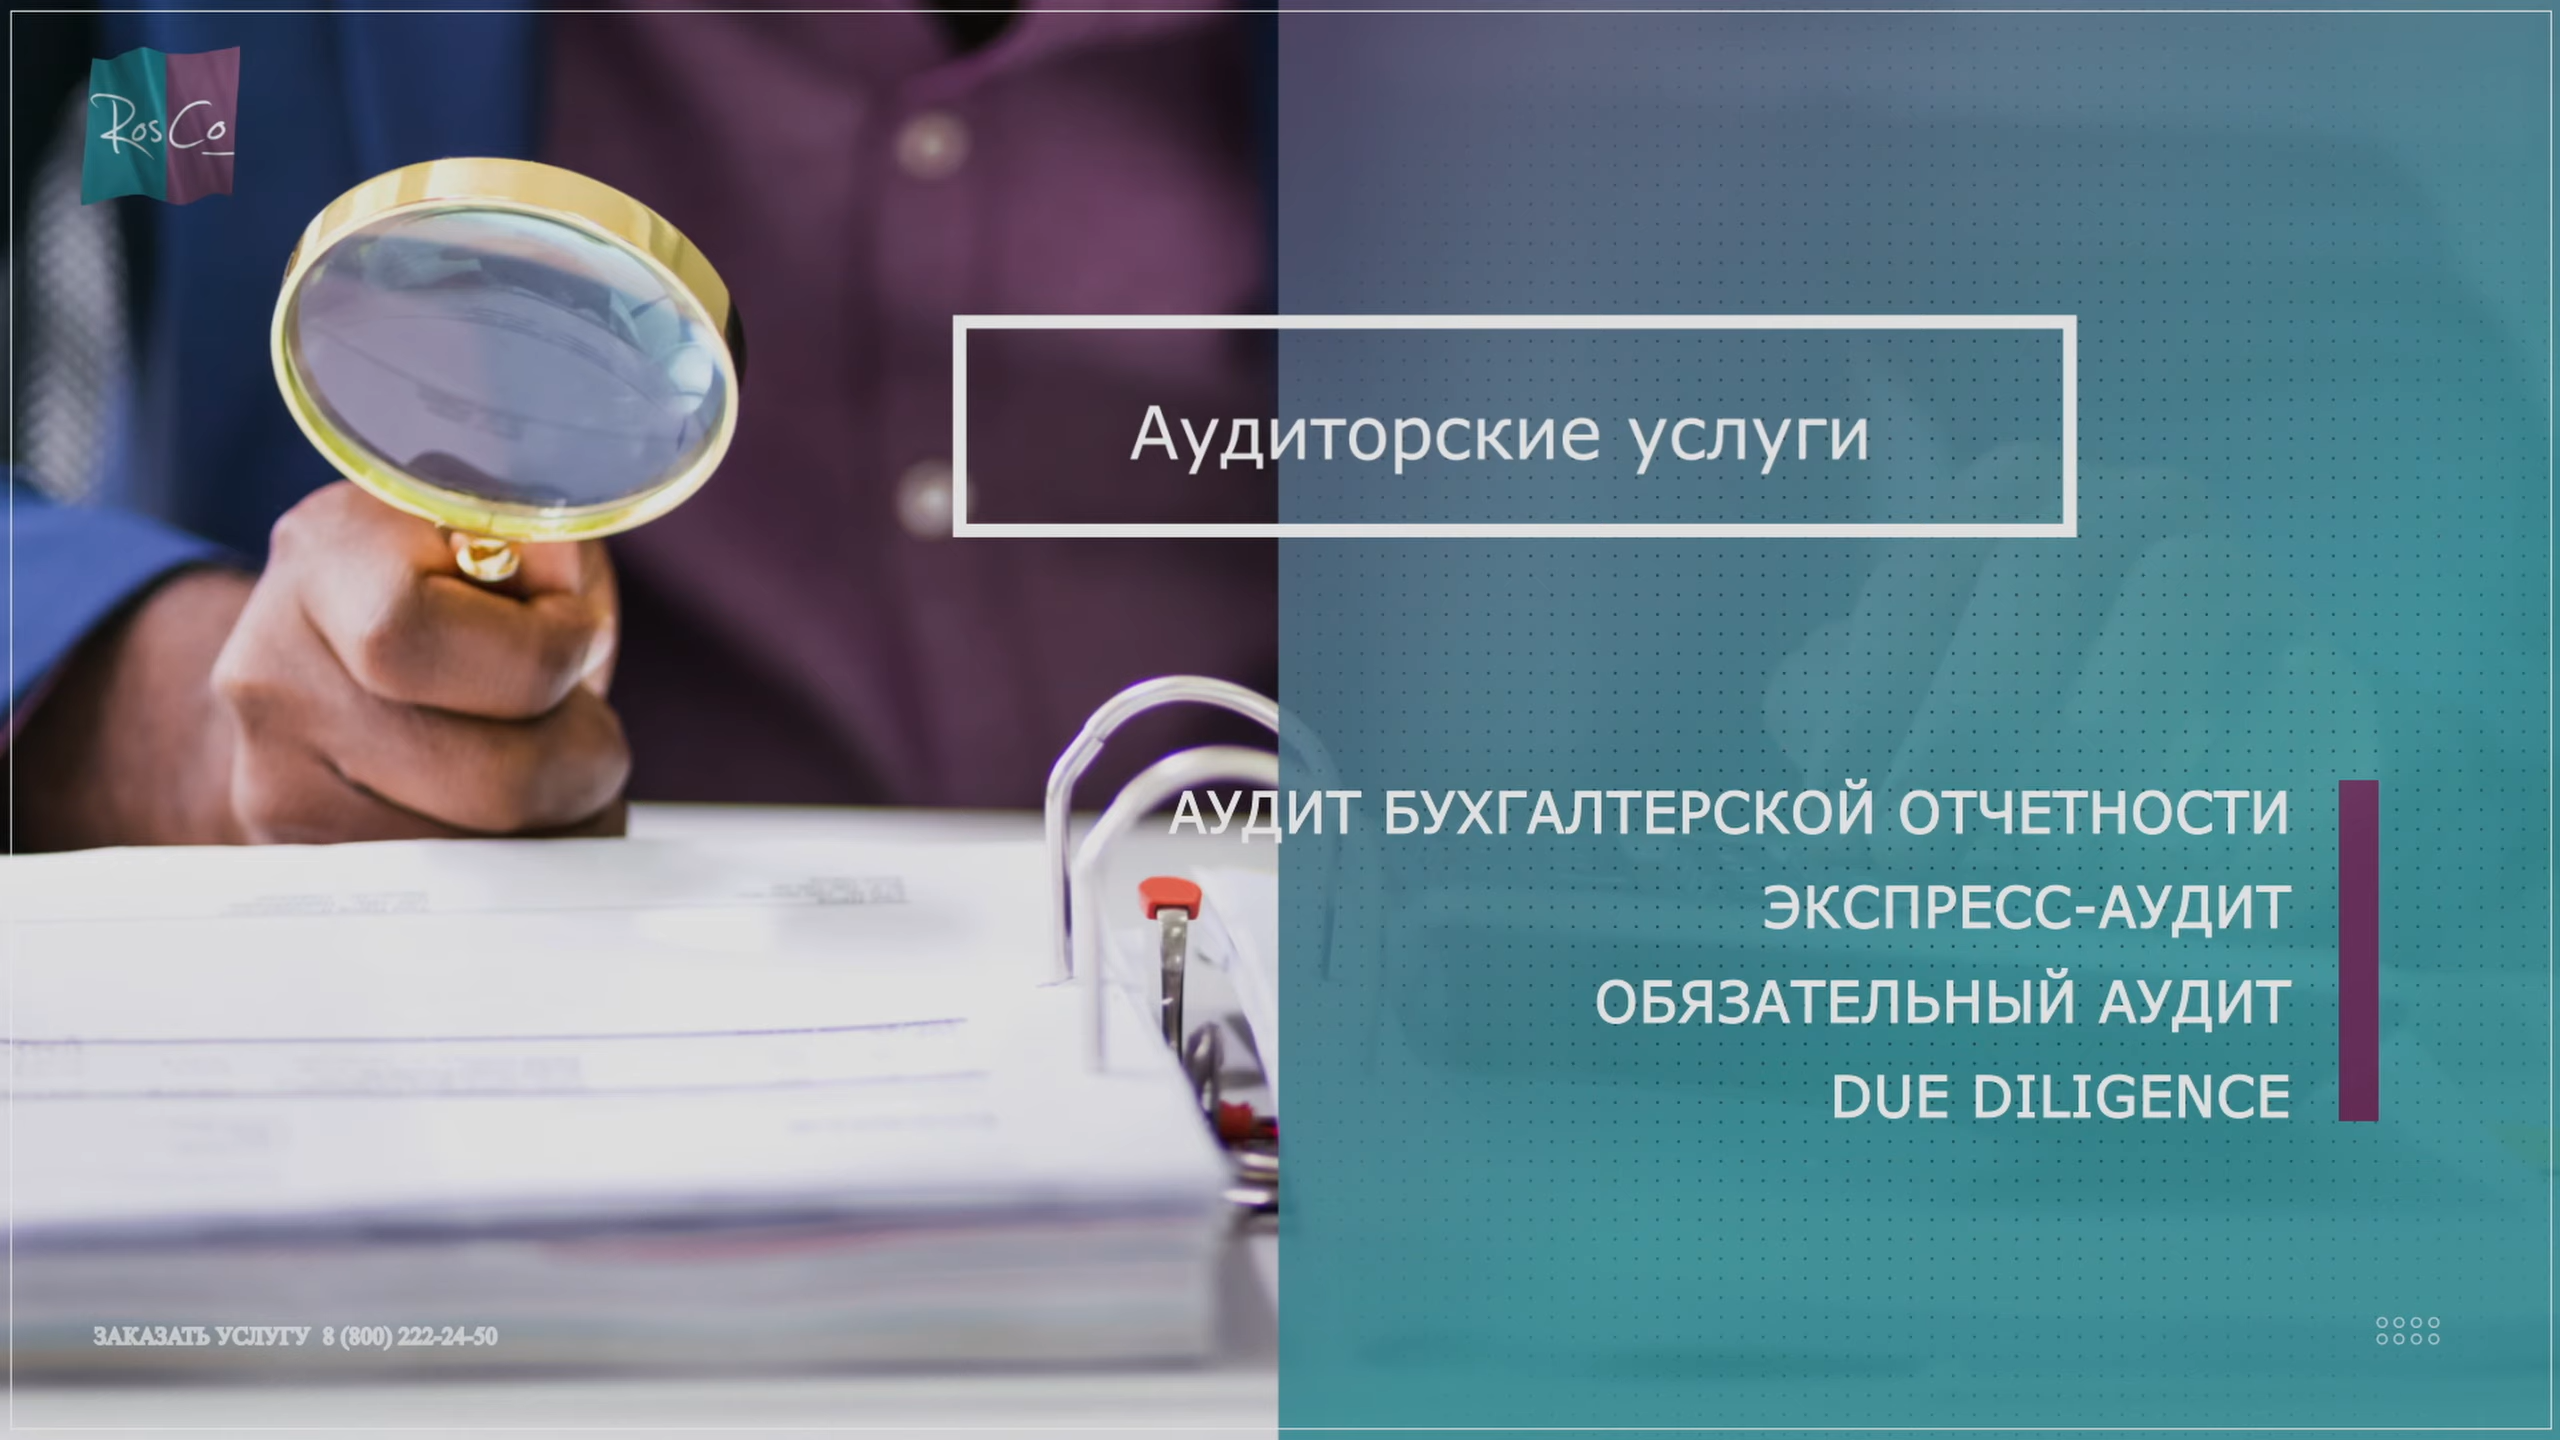 RosCo
Аудиторские услуги
АУДИТ БУХГАЛТЕРСКОЙ ОТЧЕТНОСТИ
ЭКСПРЕСС-АУДИТ
ОБЯЗАТЕЛЬНЫЙ АУДИТ
DUE DILIGENCE
ЗАКАЗАТЬ УСЛУГУ 8 (800) 222-24-50